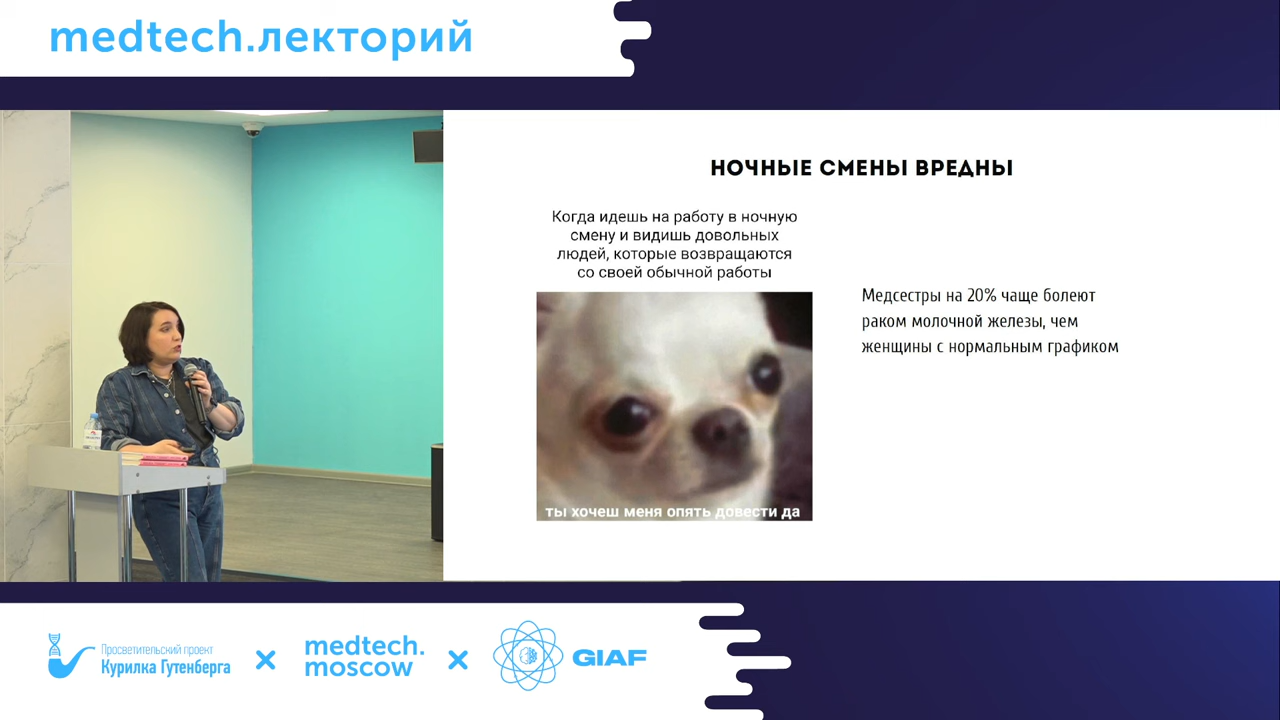 medtech.лекторий
НОЧНЫЕ СМЕНЫ ВРЕДНЫ
Когда идешь на работу в ночную
смену и видишь довольных
людей, которые возвращаются
со своей обычной работы
ты хочеш меня опять довести да
Медсестры на 20% чаще болеют
раком молочной железы, чем
женщины с нормальным графиком
Просветительский проект
Курилка Гутенберга
medtech.
moscow
GIAF